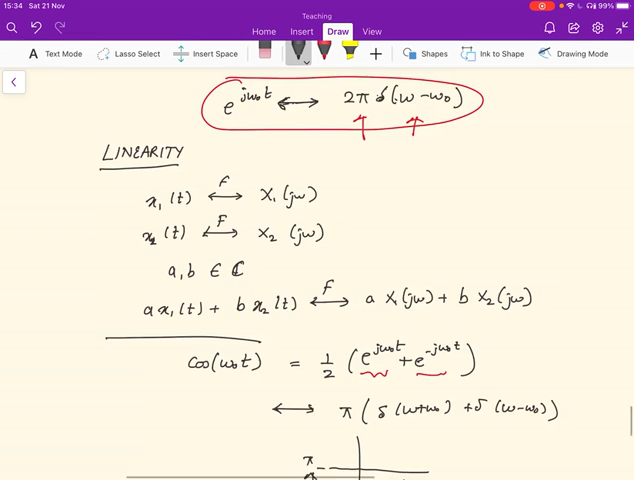 15:34 Sat 21 Nov
Teaching
99%
Home Insert Draw View
Text Mode Lasso Select Insert Space Shapes Ink to Shape Drawing Mode
e^{jω₀t} ⟷ 2π δ(ω − ω₀)
LINEARITY
x₁(t) ⟷F X₁(jω)
x₂(t) ⟷F X₂(jω)
a, b ∈ ℂ
a x₁(t) + b x₂(t) ⟷F a X₁(jω) + b X₂(jω)
Cos(ω₀t) = 1/2 (e^{jω₀t} + e^{-jω₀t})
⟷ π( δ(ω+ω₀) + δ(ω−ω₀) )
π